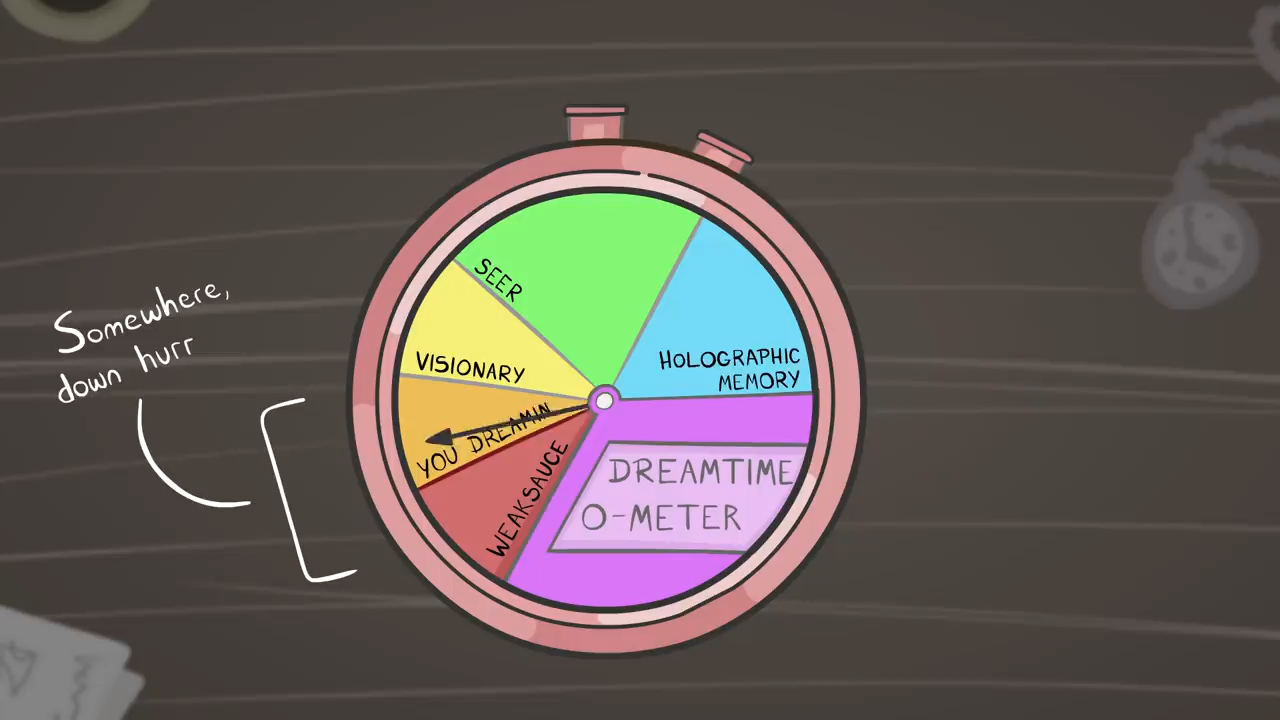 SEER
Somewhere,
down hurr
VISIONARY
HOLOGRAPHIC
MEMORY
YOU DREAMIN
WEAKSAUCE
DREAMTIME
O-METER